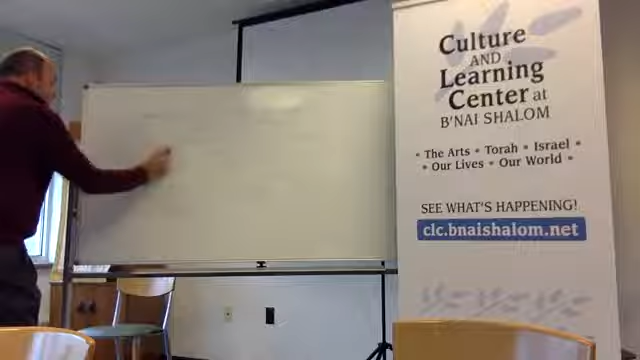 Culture
AND
Learning
Center at
B'NAI SHALOM
• The Arts • Torah • Israel •
• Our Lives • Our World •
SEE WHAT'S HAPPENING!
clc.bnaishalom.net